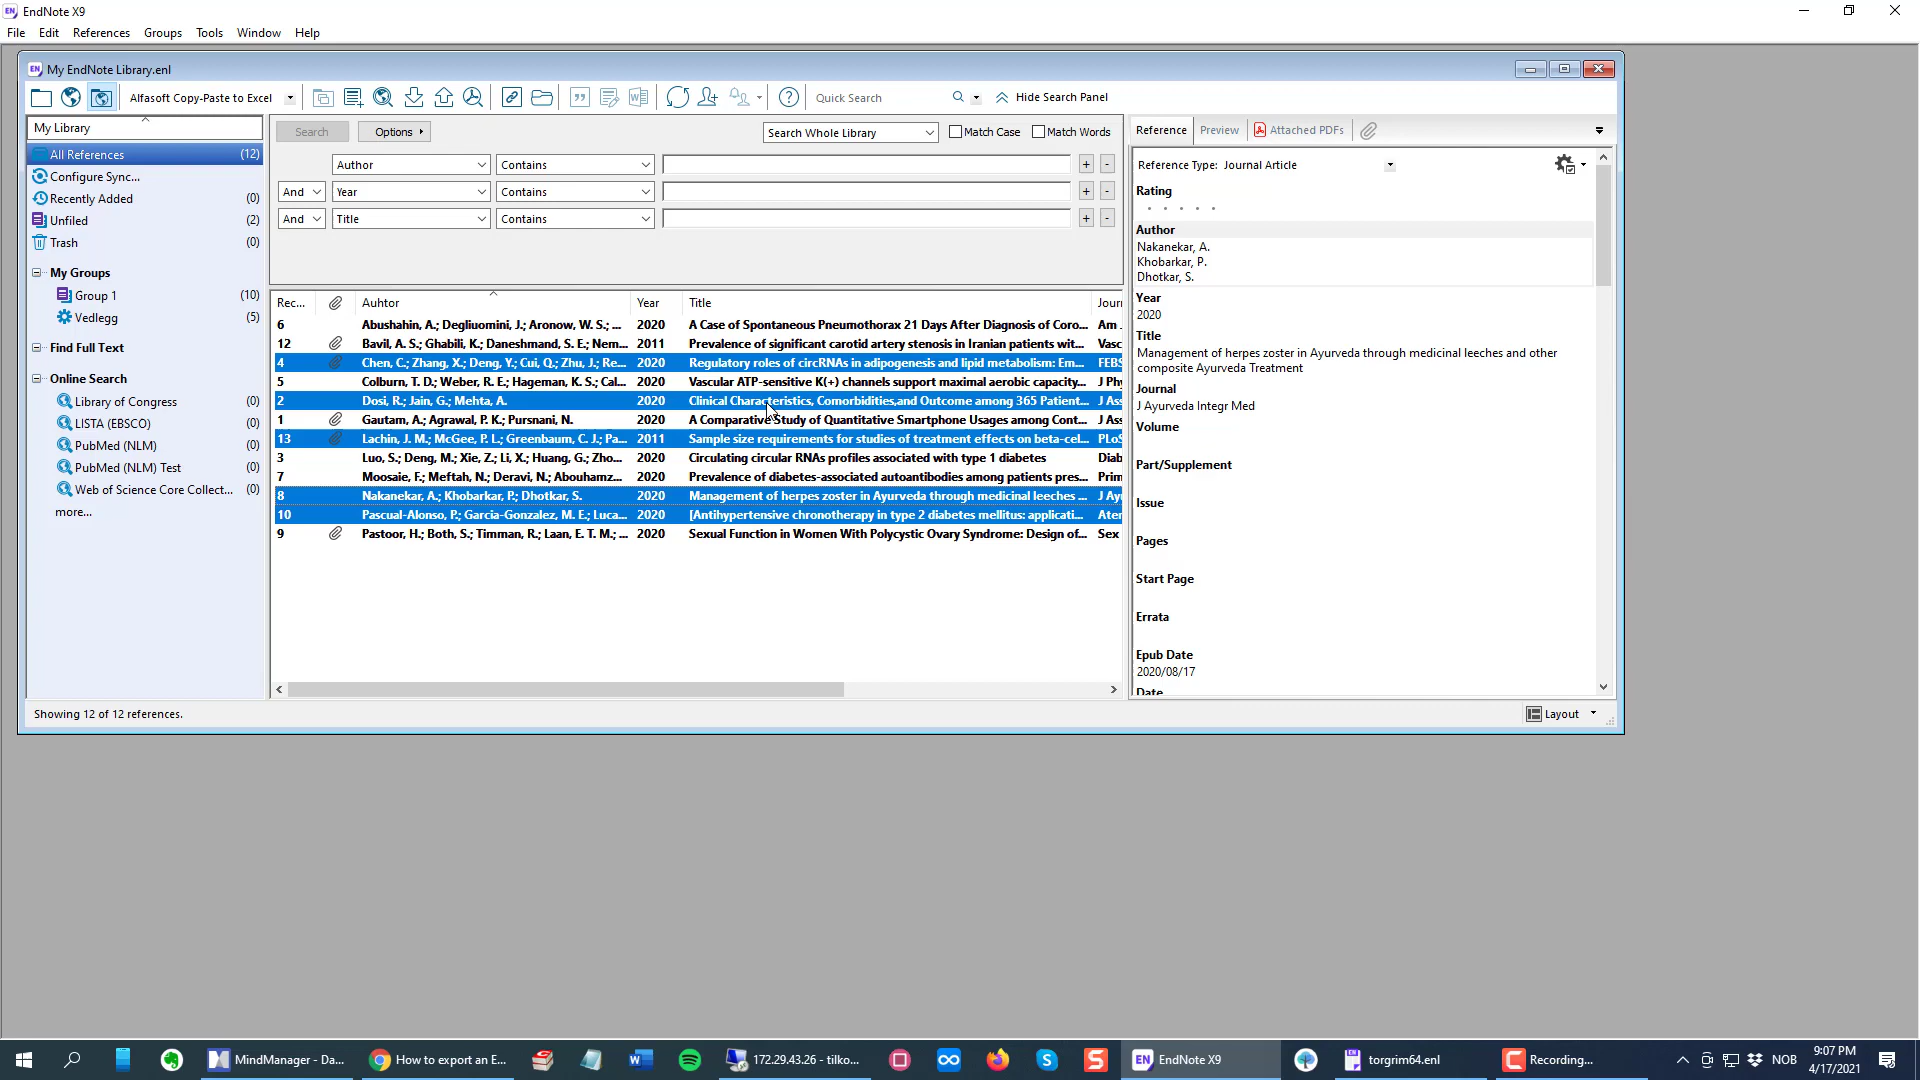 EndNote X9
File Edit References Groups Tools Window Help
My EndNote Library.enl
Alfasoft Copy-Paste to Excel
Quick Search
Hide Search Panel
My Library
All References (12)
Configure Sync...
Recently Added (0)
Unfiled (2)
Trash (0)
My Groups
Group 1 (10)
Vedlegg (5)
Find Full Text
Online Search
Library of Congress (0)
LISTA (EBSCO) (0)
PubMed (NLM) (0)
PubMed (NLM) Test (0)
Web of Science Core Collect... (0)
more...
Search Options Search Whole Library Match Case Match Words
Author Contains + -
And Year Contains + -
And Title Contains + -
Rec... Auhtor Year Title Journ
6 Abushahin, A.; Degliuomini, J.; Aronow, W. S.; ... 2020 A Case of Spontaneous Pneumothorax 21 Days After Diagnosis of Coro... Am
12 Bavil, A. S.; Ghabili, K.; Daneshmand, S. E.; Nem... 2011 Prevalence of significant carotid artery stenosis in Iranian patients wit... Vasc
4 Chen, C.; Zhang, X.; Deng, Y.; Cui, Q.; Zhu, J.; Re... 2020 Regulatory roles of circRNAs in adipogenesis and lipid metabolism: Em... FEBS
5 Colburn, T. D.; Weber, R. E.; Hageman, K. S.; Cal... 2020 Vascular ATP-sensitive K(+) channels support maximal aerobic capacity... J Phy
2 Dosi, R.; Jain, G.; Mehta, A. 2020 Clinical Characteristics, Comorbidities,and Outcome among 365 Patient... J Ass
1 Gautam, A.; Agrawal, P. K.; Pursnani, N. 2020 A Comparative Study of Quantitative Smartphone Usages among Cont... J Ass
13 Lachin, J. M.; McGee, P. L.; Greenbaum, C. J.; Pa... 2011 Sample size requirements for studies of treatment effects on beta-cel... PLoS
3 Luo, S.; Deng, M.; Xie, Z.; Li, X.; Huang, G.; Zho... 2020 Circulating circular RNAs profiles associated with type 1 diabetes Diab
7 Moosaie, F.; Meftah, N.; Deravi, N.; Abouhamz... 2020 Prevalence of diabetes-associated autoantibodies among patients pres... Prim
8 Nakanekar, A.; Khobarkar, P.; Dhotkar, S. 2020 Management of herpes zoster in Ayurveda through medicinal leeches ... J Ayu
10 Pascual-Alonso, P.; Garcia-Gonzalez, M. E.; Luca... 2020 [Antihypertensive chronotherapy in type 2 diabetes mellitus: applicati... Aten
9 Pastoor, H.; Both, S.; Timman, R.; Laan, E. T. M.; ... 2020 Sexual Function in Women With Polycystic Ovary Syndrome: Design of... Sex
Reference Preview Attached PDFs
Reference Type: Journal Article
Rating
Author
Nakanekar, A.
Khobarkar, P.
Dhotkar, S.
Year
2020
Title
Management of herpes zoster in Ayurveda through medicinal leeches and other
composite Ayurveda Treatment
Journal
J Ayurveda Integr Med
Volume
Part/Supplement
Issue
Pages
Start Page
Errata
Epub Date
2020/08/17
Date
Showing 12 of 12 references.
Layout
MindManager - Da...
How to export an E...
172.29.43.26 - tilko...
EndNote X9
torgrim64.enl
Recording...
NOB
9:07 PM
4/17/2021